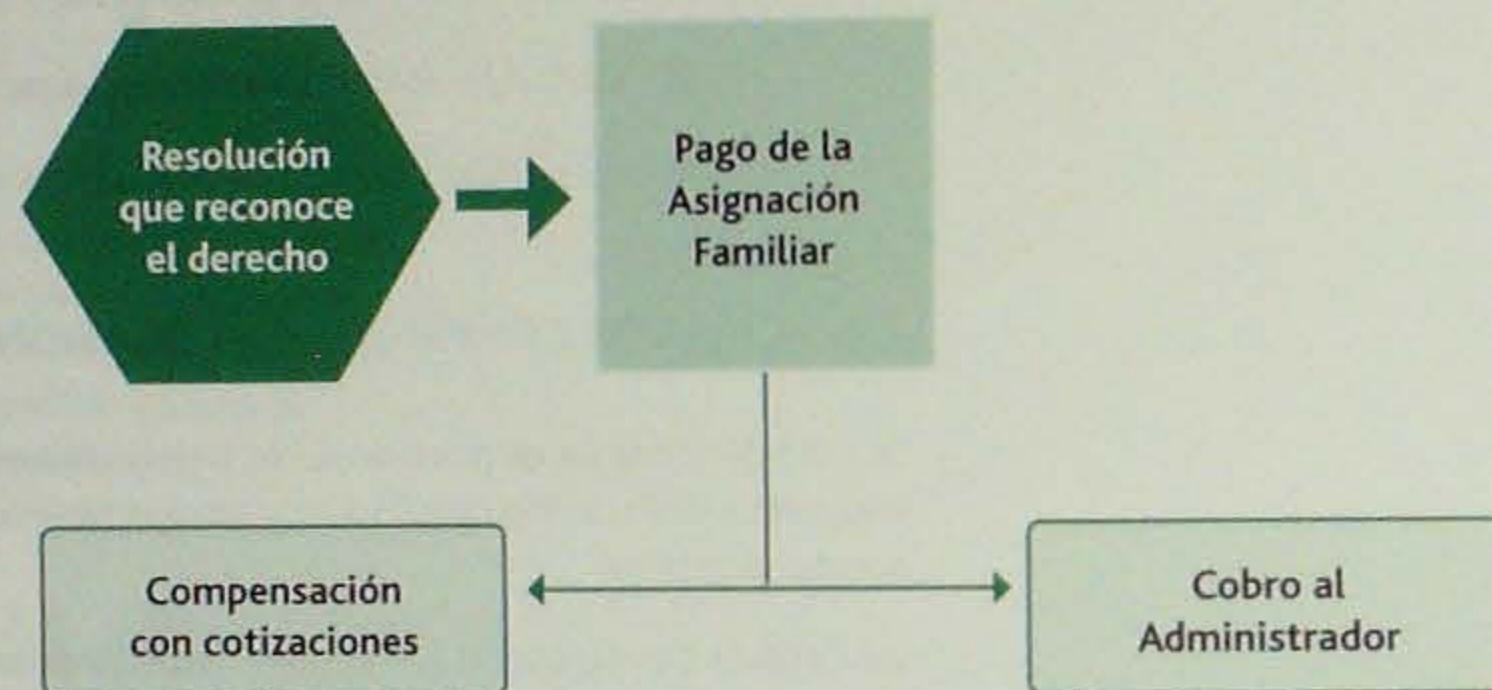 Resolución
que reconoce
el derecho
Pago de la
Asignación
Familiar
Compensación
con cotizaciones
Cobro al
Administrador